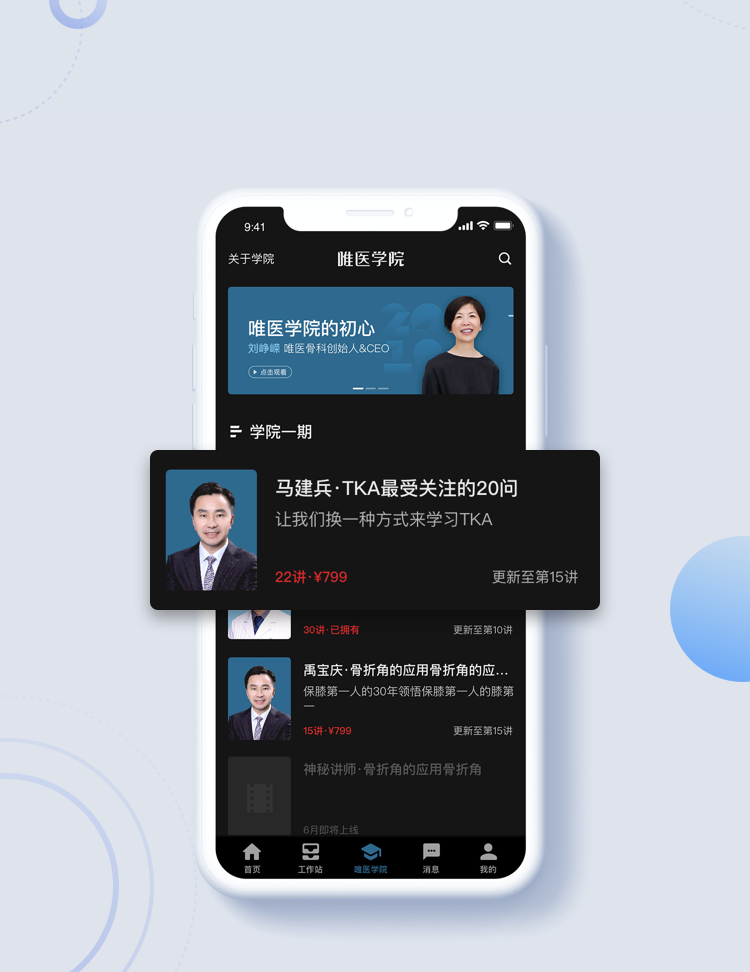 9:41
关于学院
唯医学院
2019
唯医学院的初心
刘峥嵘 唯医骨科创始人&CEO
点击观看
学院一期
马建兵·TKA最受关注的20问
让我们换一种方式来学习TKA
22讲·¥799
更新至第15讲
30讲·已拥有
更新至第10讲
禹宝庆·骨折角的应用骨折角的应...
保膝第一人的30年领悟保膝第一人的膝第
一
15讲·¥799
更新至第15讲
神秘讲师·骨折角的应用骨折角
6月即将上线
首页
工作站
唯医学院
消息
我的